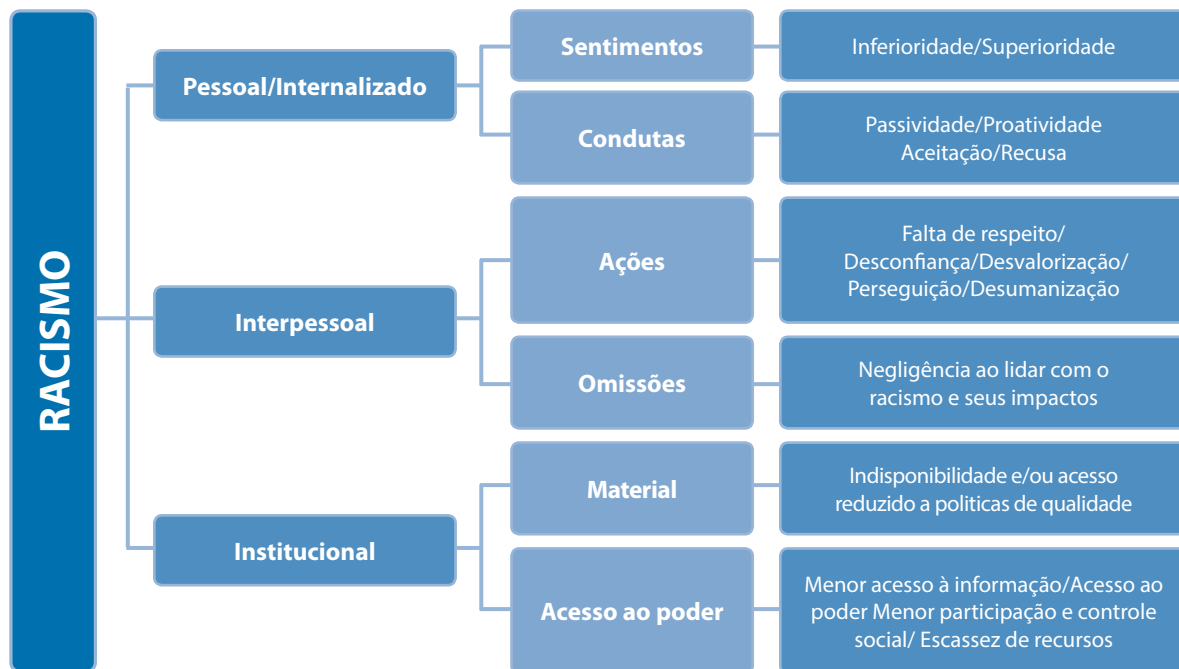 RACISMO
Pessoal/Internalizado
Sentimentos
Inferioridade/Superioridade
Condutas
Passividade/Proatividade
Aceitação/Recusa
Interpessoal
Ações
Falta de respeito/
Desconfiança/Desvalorização/
Perseguição/Desumanização
Omissões
Negligência ao lidar com o
racismo e seus impactos
Institucional
Material
Indisponibilidade e/ou acesso
reduzido a politicas de qualidade
Acesso ao poder
Menor acesso à informação/Acesso ao
poder Menor participação e controle
social/ Escassez de recursos